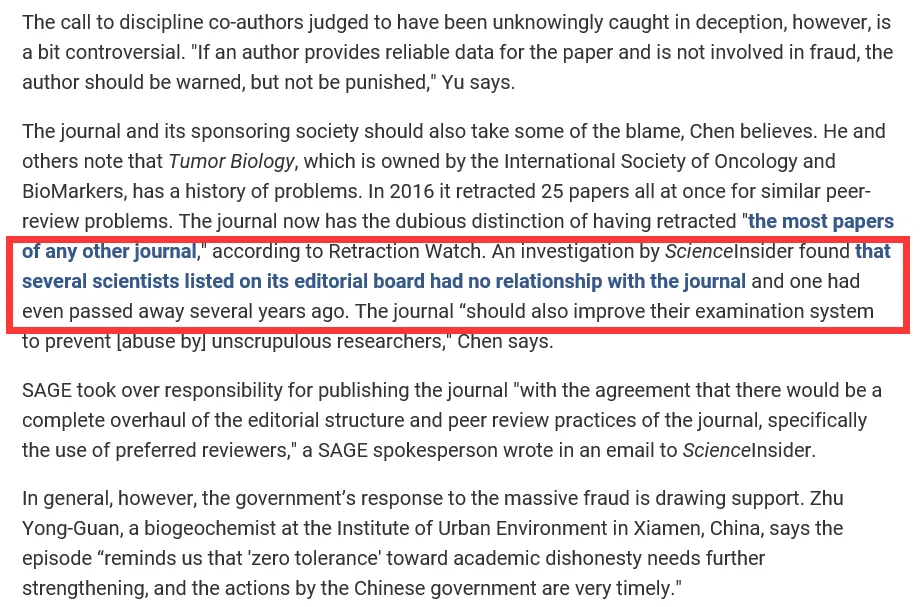 The call to discipline co-authors judged to have been unknowingly caught in deception, however, is
a bit controversial. "If an author provides reliable data for the paper and is not involved in fraud, the
author should be warned, but not be punished," Yu says.
The journal and its sponsoring society should also take some of the blame, Chen believes. He and
others note that Tumor Biology, which is owned by the International Society of Oncology and
BioMarkers, has a history of problems. In 2016 it retracted 25 papers all at once for similar peer-
review problems. The journal now has the dubious distinction of having retracted "the most papers
of any other journal," according to Retraction Watch. An investigation by ScienceInsider found that
several scientists listed on its editorial board had no relationship with the journal and one had
even passed away several years ago. The journal “should also improve their examination system
to prevent [abuse by] unscrupulous researchers," Chen says.
SAGE took over responsibility for publishing the journal "with the agreement that there would be a
complete overhaul of the editorial structure and peer review practices of the journal, specifically
the use of preferred reviewers," a SAGE spokesperson wrote in an email to ScienceInsider.
In general, however, the government’s response to the massive fraud is drawing support. Zhu
Yong-Guan, a biogeochemist at the Institute of Urban Environment in Xiamen, China, says the
episode “reminds us that 'zero tolerance' toward academic dishonesty needs further
strengthening, and the actions by the Chinese government are very timely."